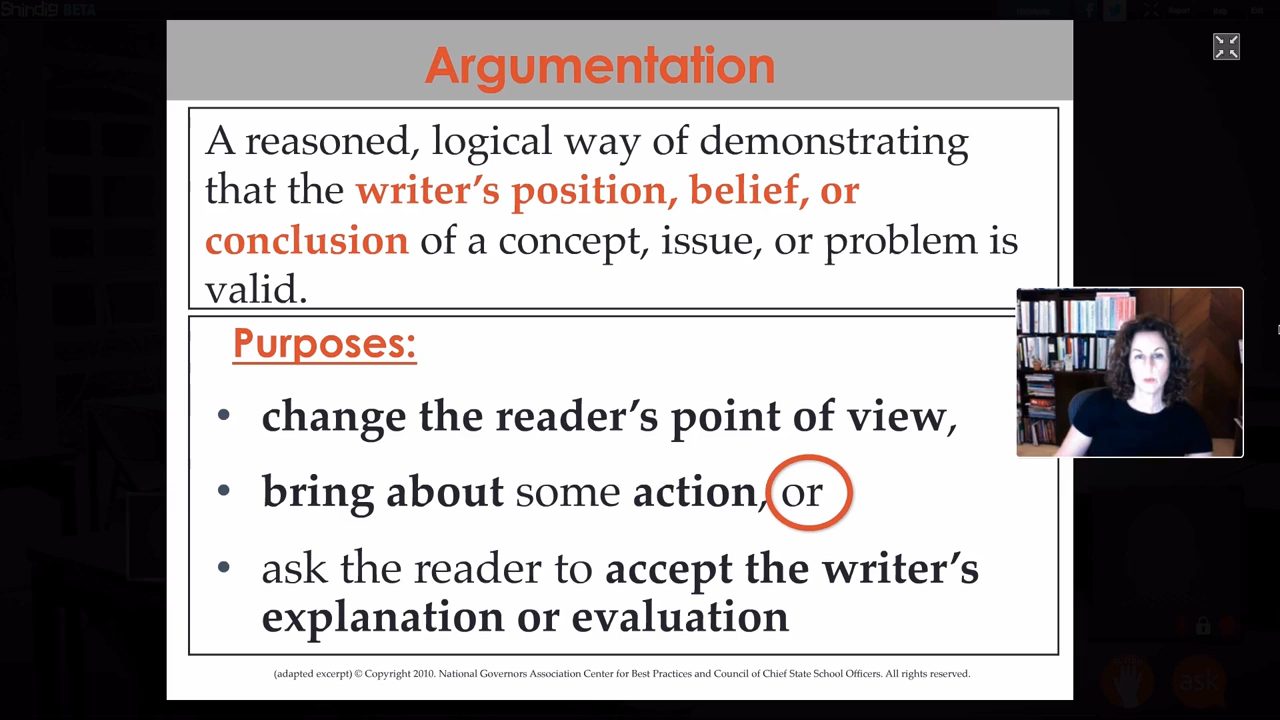 Shindig BETA
Argumentation
A reasoned, logical way of demonstrating
that the writer's position, belief, or
conclusion of a concept, issue, or problem is
valid.
Purposes:
• change the reader's point of view,
• bring about some action, or
• ask the reader to accept the writer's
explanation or evaluation
(adapted excerpt) © Copyright 2010. National Governors Association Center for Best Practices and Council of Chief State School Officers. All rights reserved.
ask